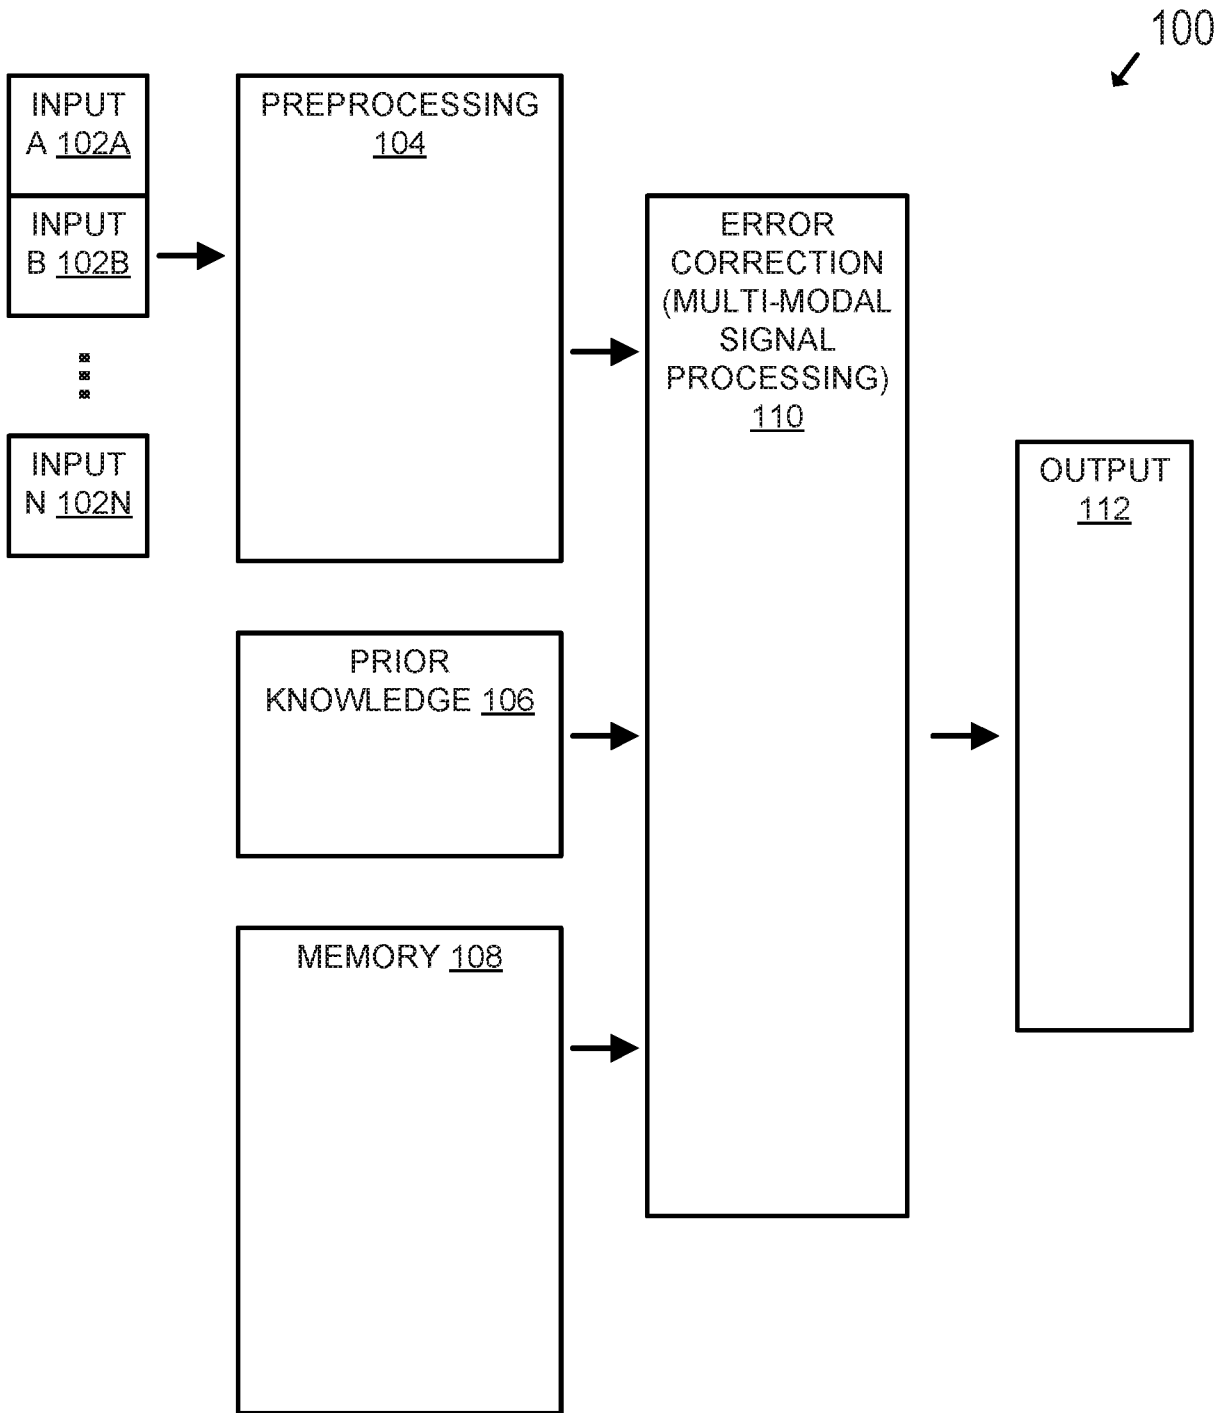 100
INPUT
A 102A
INPUT
B 102B
INPUT
N 102N
PREPROCESSING
104
PRIOR
KNOWLEDGE 106
MEMORY 108
ERROR
CORRECTION
(MULTI-MODAL
SIGNAL
PROCESSING)
110
OUTPUT
112